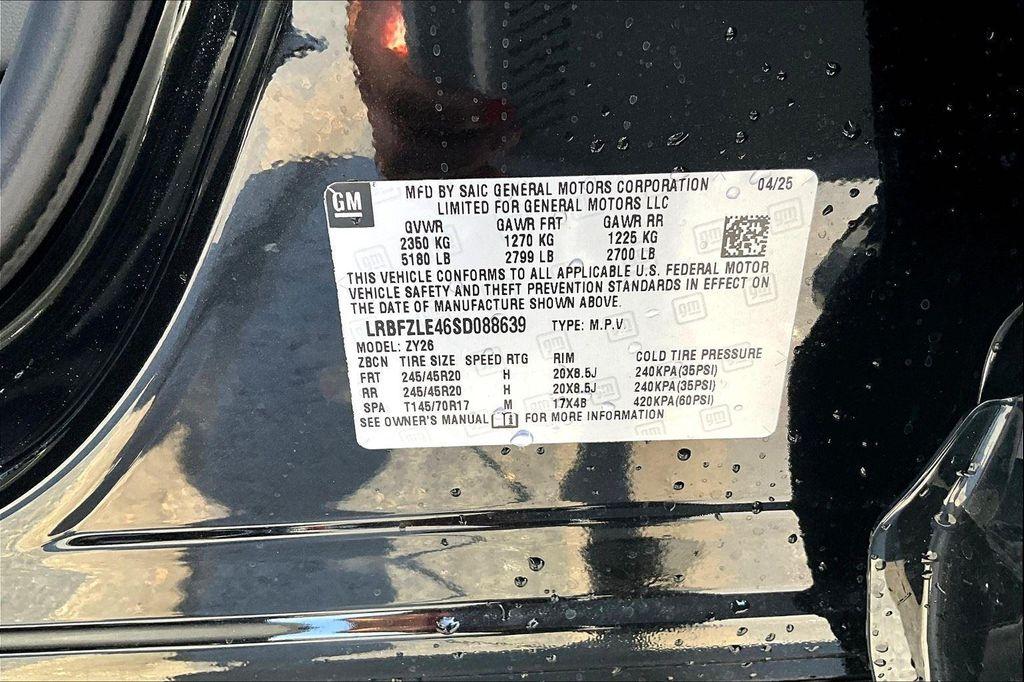 GM
MFD BY SAIC GENERAL MOTORS CORPORATION 04/25
LIMITED FOR GENERAL MOTORS LLC
GVWR GAWR FRT GAWR RR
2350 KG 1270 KG 1225 KG
5180 LB 2799 LB 2700 LB
THIS VEHICLE CONFORMS TO ALL APPLICABLE U.S. FEDERAL MOTOR
VEHICLE SAFETY AND THEFT PREVENTION STANDARDS IN EFFECT ON
THE DATE OF MANUFACTURE SHOWN ABOVE.
LRBFZLE46SD088639 TYPE: M.P.V.
MODEL: ZY26
ZBCN TIRE SIZE SPEED RTG RIM COLD TIRE PRESSURE
FRT 245/45R20 H 20X8.5J 240KPA(35PSI)
RR 245/45R20 H 20X8.5J 240KPA(35PSI)
SPA T145/70R17 M 17X4B 420KPA(60PSI)
SEE OWNER'S MANUAL FOR MORE INFORMATION